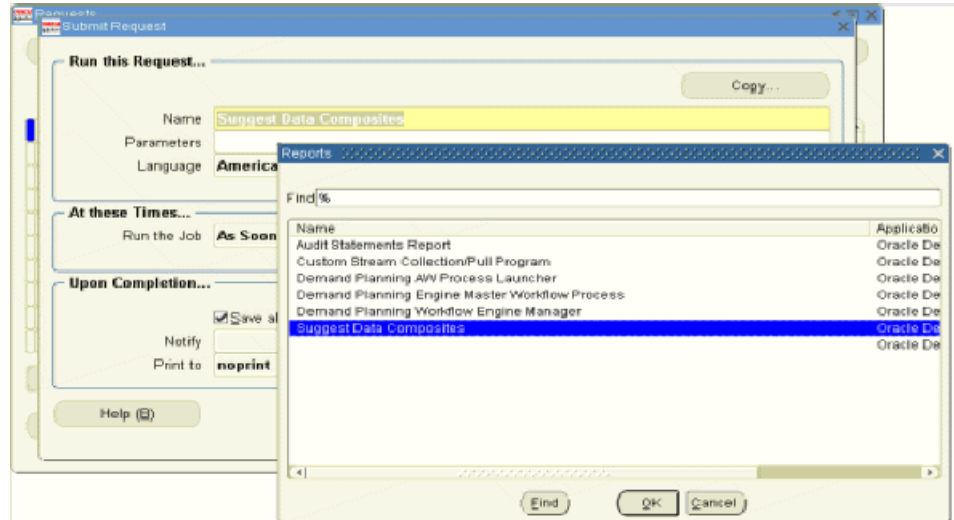 Requests
Submit Request
Run this Request...
Copy...
Name Suggest Data Composites
Parameters
Language America
Reports
Find %
Name Applicatio
Audit Statements Report Oracle De
Custom Stream Collection/Pull Program Oracle De
Demand Planning AW Process Launcher Oracle De
Demand Planning Engine Master Workflow Process Oracle De
Demand Planning Workflow Engine Manager Oracle De
Suggest Data Composites Oracle De
Oracle De
At these Times...
Run the Job As Soon
Upon Completion...
Save al
Notify
Print to noprint
Help (B)
Find OK Cancel